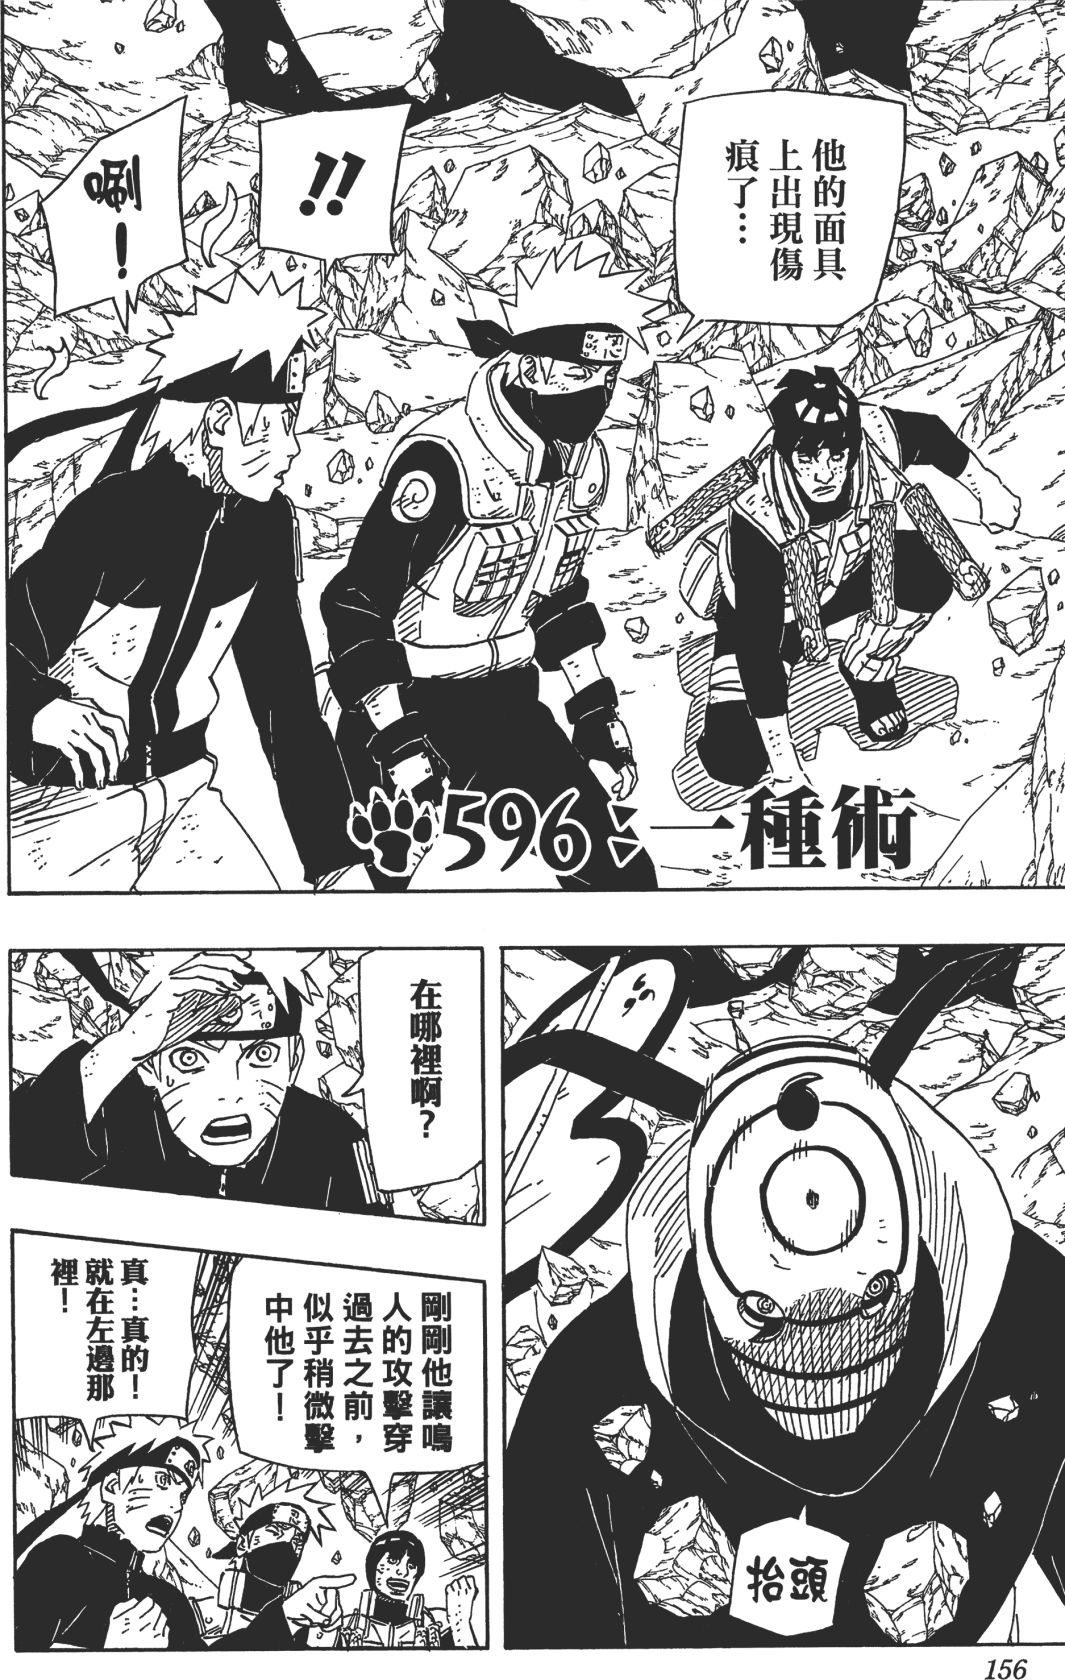 他的面具
上出現傷
痕了…
!!
唰!
596：一種術
抬頭
在哪裡啊？
剛剛他讓鳴
人的攻擊穿
過去之前，
似乎稍微擊
中他了！
真…真的！
就在左邊那
裡！
156